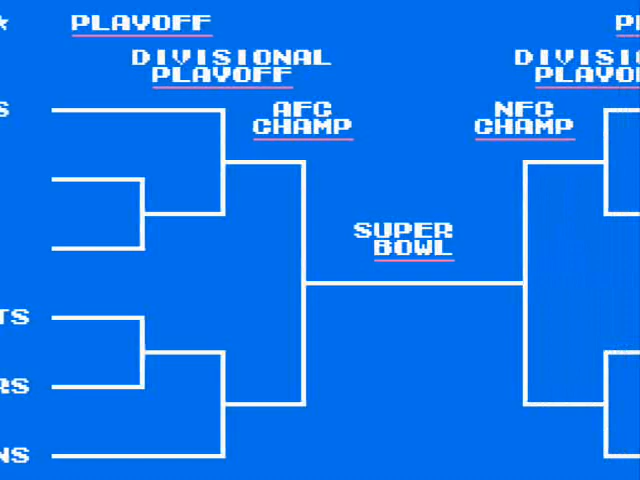 PLAYOFF
DIVISIONAL
PLAYOFF
AFC
CHAMP
NFC
CHAMP
SUPER
BOWL